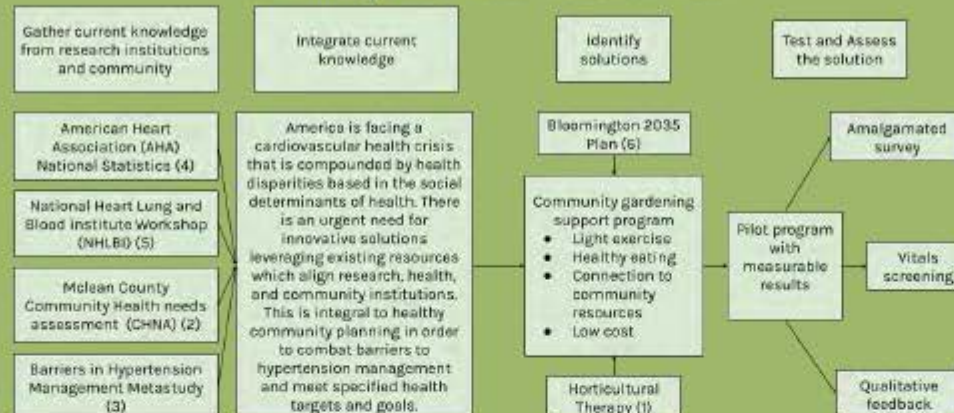 Gather current knowledge
from research institutions
and community
Integrate current
knowledge
Identify
solutions
Test and Assess
the solution
American Heart
Association (AHA)
National Statistics (4)
National Heart Lung and
Blood Institute Workshop
(NHLBI) (5)
Mclean County
Community Health needs
assessment (CHNA) (2)
Barriers in Hypertension
Management Metastudy
(3)
America is facing a
cardiovascular health crisis
that is compounded by health
disparities based in the social
determinants of health. There
is an urgent need for
innovative solutions
leveraging existing resources
which align research, health,
and community institutions.
This is integral to healthy
community planning in order
to combat barriers to
hypertension management
and meet specified health
targets and goals.
Bloomington 2035
Plan (6)
Community gardening
support program
● Light exercise
● Healthy eating
● Connection to
community
resources
● Low cost
Horticultural
Therapy (1)
Pilot program
with
measurable
results
Amalgamated
survey
Vitals
screening
Qualitative
feedback